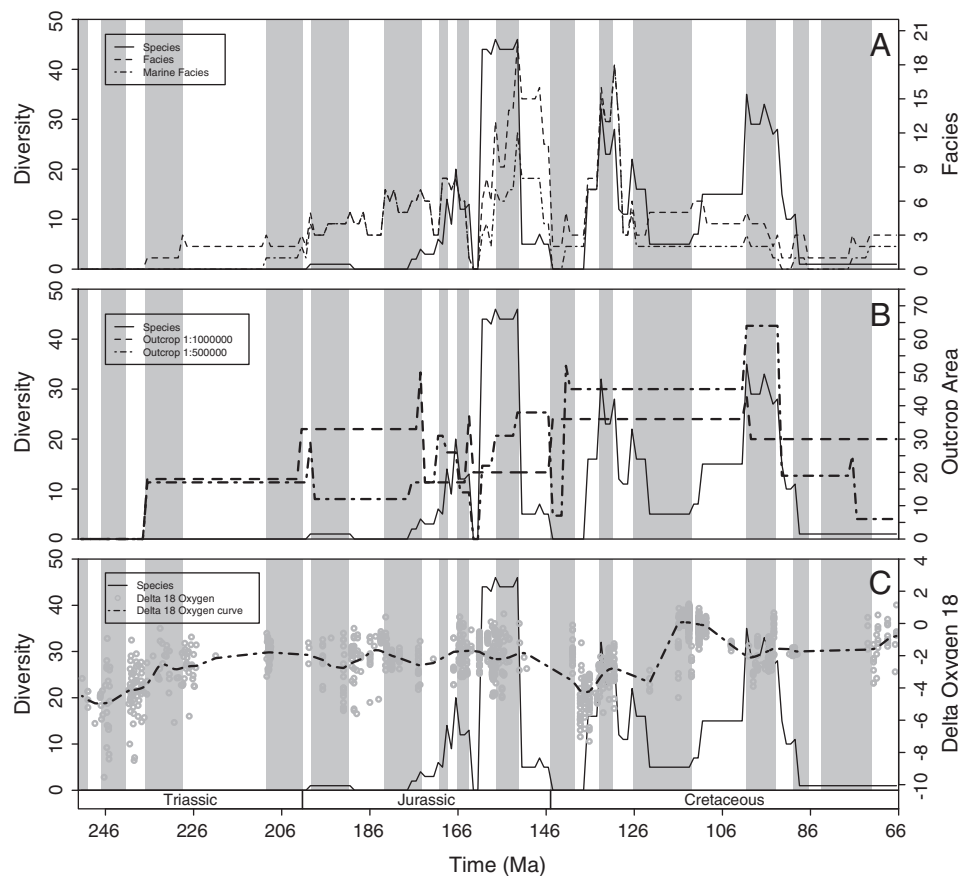 A
Species
Facies
Marine Facies
Diversity
Facies
50
40
30
20
10
0
21
18
15
12
9
6
3
0
B
Species
Outcrop 1:1000000
Outcrop 1:500000
Diversity
Outcrop Area
50
40
30
20
10
0
70
60
50
40
30
20
10
0
C
Species
Delta 18 Oxygen
Delta 18 Oxygen curve
Diversity
Delta Oxygen 18
50
40
30
20
10
0
4
2
0
-2
-4
-6
-8
-10
Triassic Jurassic Cretaceous
246 226 206 186 166 146 126 106 86 66
Time (Ma)